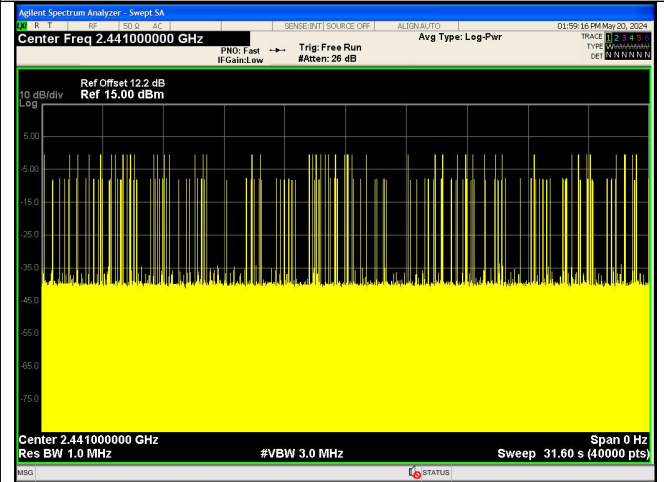 Agilent Spectrum Analyzer - Swept SA
R T RF 50 Ω AC SENSE:INT SOURCE OFF ALIGN AUTO 01:59:16 PM May 20, 2024
Center Freq 2.441000000 GHz Avg Type: Log-Pwr TRACE 1 2 3 4 5 6
PNO: Fast Trig: Free Run TYPE
IFGain:Low #Atten: 26 dB DET N N N N N N
Ref Offset 12.2 dB
10 dB/div Ref 15.00 dBm
Log
5.00
-5.00
-15.0
-25.0
-35.0
-45.0
-55.0
-65.0
-75.0
Center 2.441000000 GHz Span 0 Hz
Res BW 1.0 MHz #VBW 3.0 MHz Sweep 31.60 s (40000 pts)
MSG STATUS